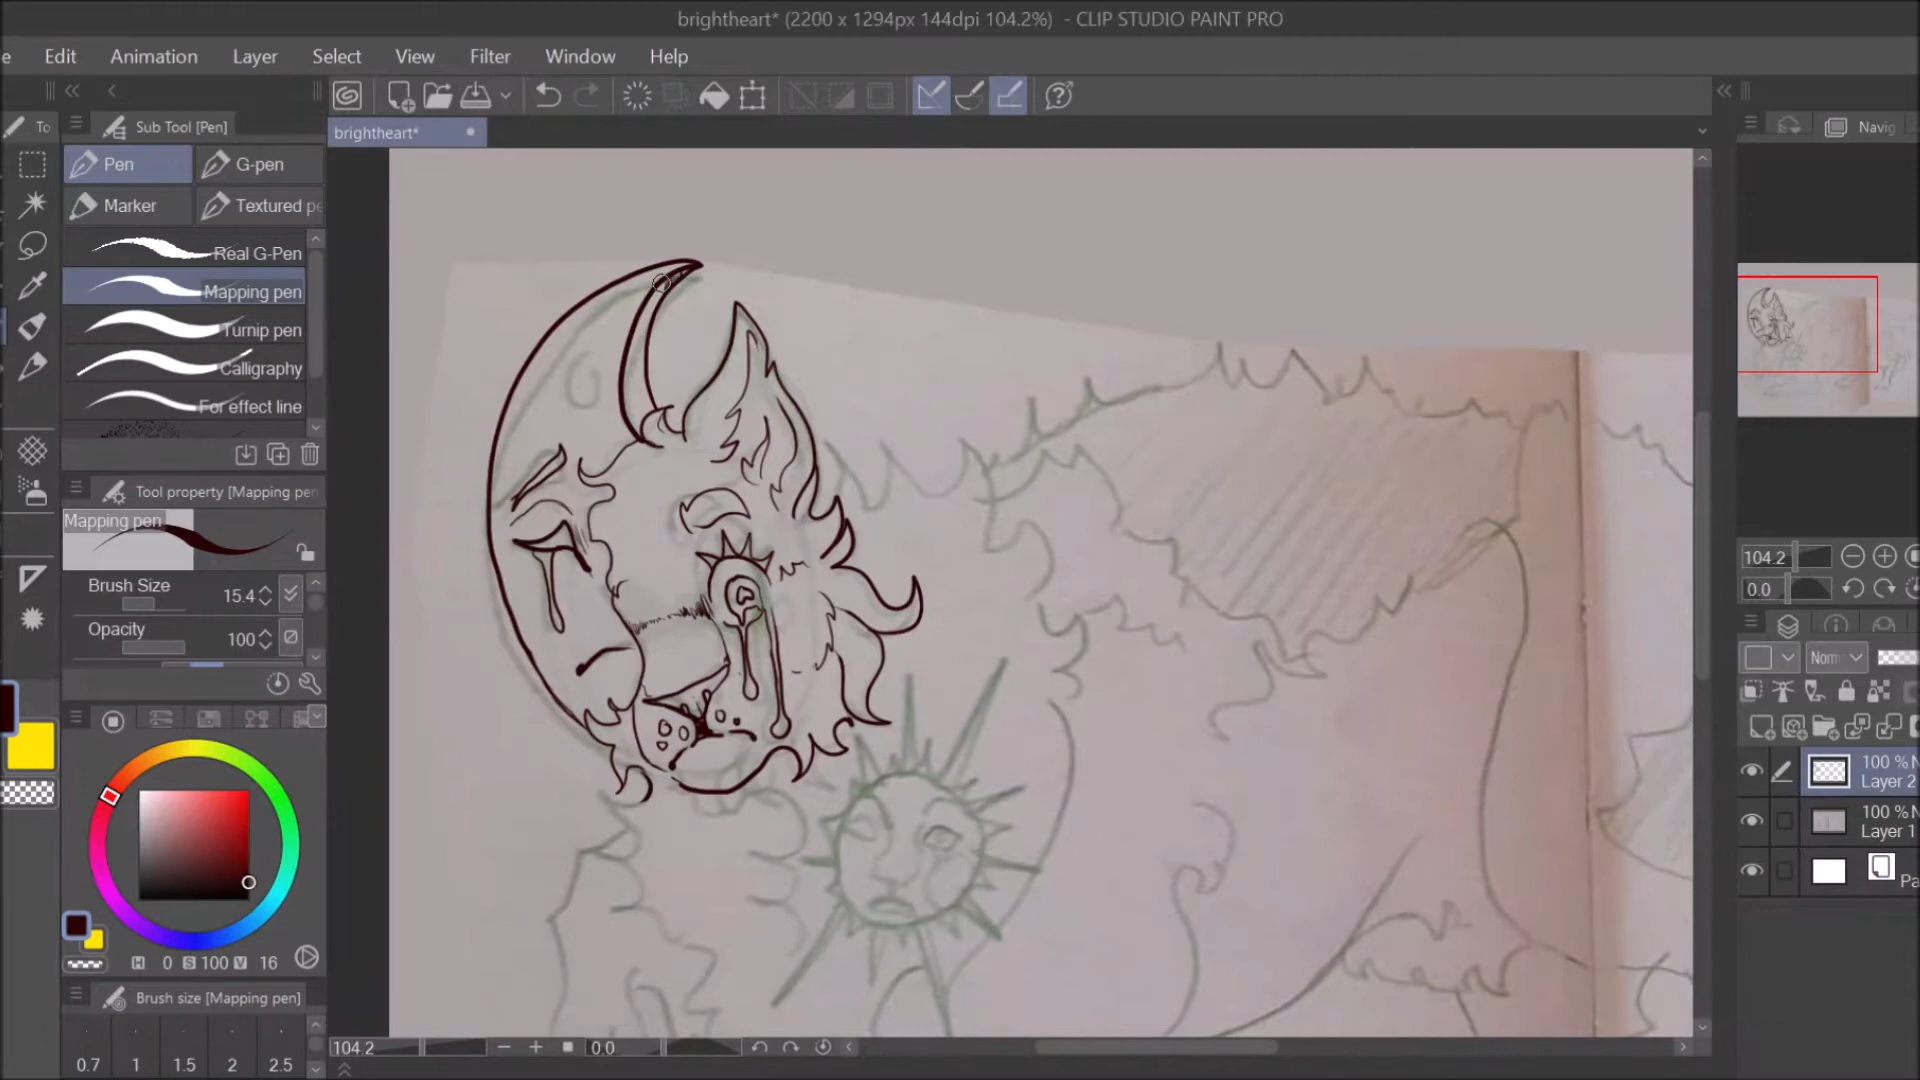 brightheart* (2200 x 1294px 144dpi 104.2%) - CLIP STUDIO PAINT PRO
e Edit Animation Layer Select View Filter Window Help
To
Sub Tool [Pen]
brightheart*
Navig
Pen
G-pen
Marker
Textured pe
Real G-Pen
Mapping pen
Turnip pen
Calligraphy
For effect line
Tool property [Mapping pen
Mapping pen
Brush Size
15.4
Opacity
100
104.2
0.0
Norm
100 % N
Layer 2
100 % N
Layer 1
Pa
H 0 S 100 V 16
Brush size [Mapping pen]
0.7 1 1.5 2 2.5
104.2
0.0